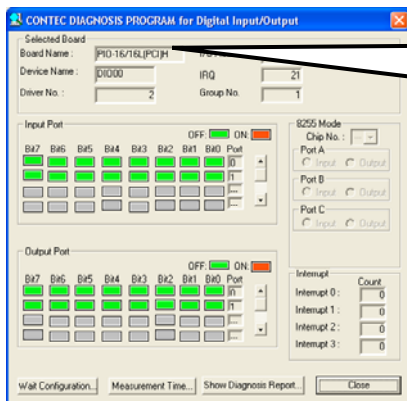 CONTEC DIAGNOSIS PROGRAM for Digital Input/Output
Selected Board
Board Name : PIO-16/16L(PCI)H
Device Name : DIO00 IRQ 21
Driver No. : 2 Group No. 1
Input Port
OFF: ON:
Bit7 Bit6 Bit5 Bit4 Bit3 Bit2 Bit1 Bit0 Port
0
1
...
...
8255 Mode
Chip No. : --
Port A
Input Output
Port B
Input Output
Port C
Input Output
Output Port
OFF: ON:
Bit7 Bit6 Bit5 Bit4 Bit3 Bit2 Bit1 Bit0 Port
0
1
...
...
Interrupt
Count
Interrupt 0 : 0
Interrupt 1 : 0
Interrupt 2 : 0
Interrupt 3 : 0
Wait Configuration... Measurement Time... Show Diagnosis Report... Close